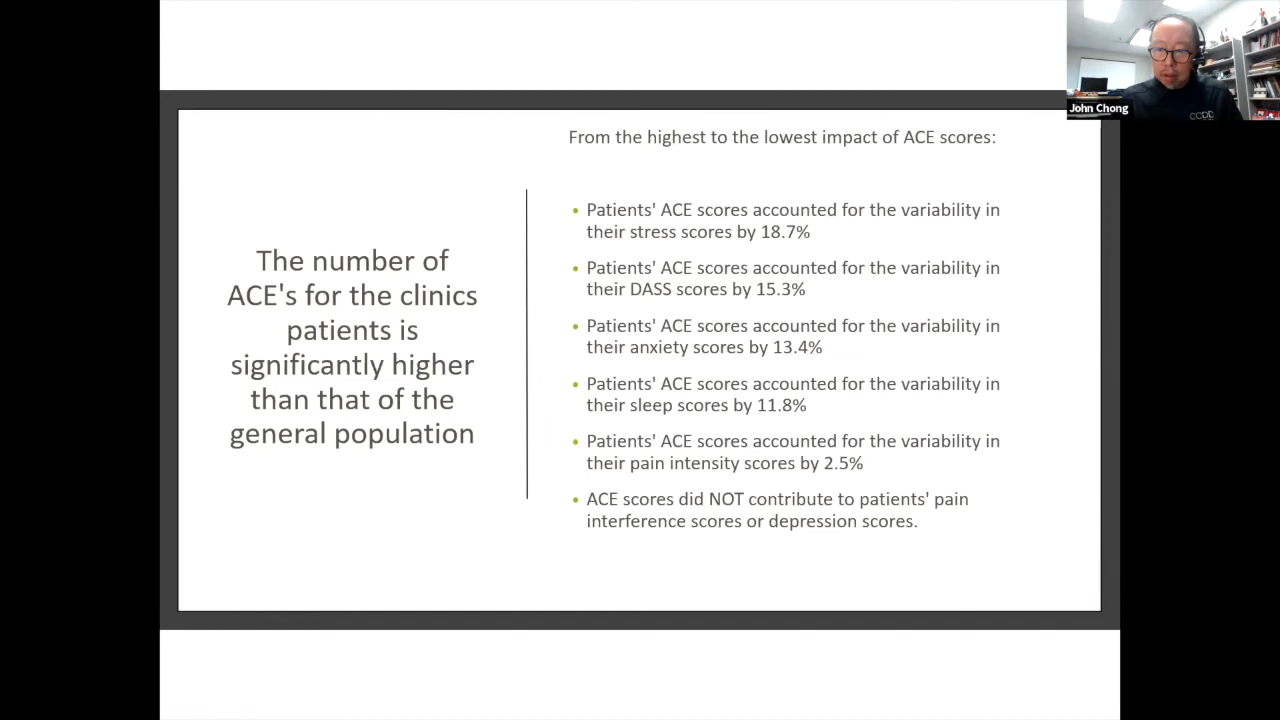 John Chong
CCDD
The number of
ACE's for the clinics
patients is
significantly higher
than that of the
general population
From the highest to the lowest impact of ACE scores:
• Patients' ACE scores accounted for the variability in
their stress scores by 18.7%
• Patients' ACE scores accounted for the variability in
their DASS scores by 15.3%
• Patients' ACE scores accounted for the variability in
their anxiety scores by 13.4%
• Patients' ACE scores accounted for the variability in
their sleep scores by 11.8%
• Patients' ACE scores accounted for the variability in
their pain intensity scores by 2.5%
• ACE scores did NOT contribute to patients' pain
interference scores or depression scores.